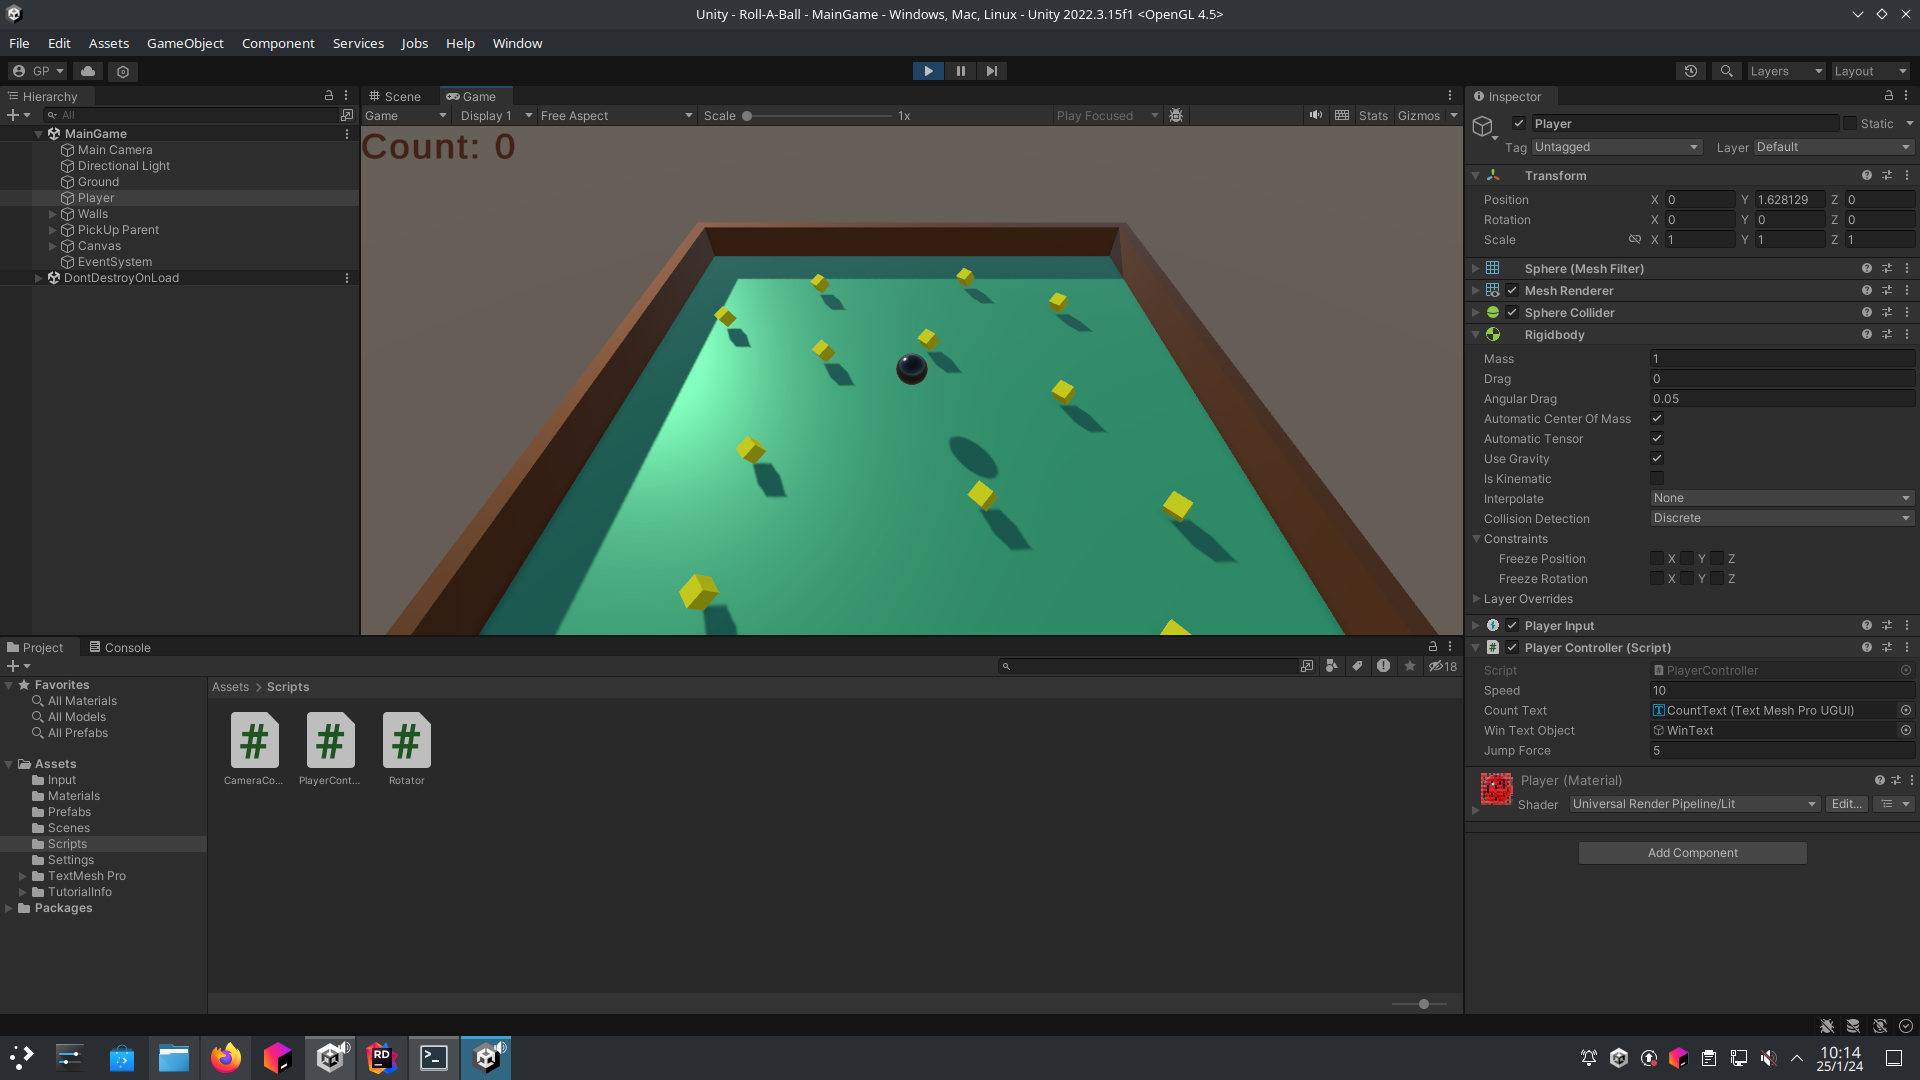 Unity - Roll-A-Ball - MainGame - Windows, Mac, Linux - Unity 2022.3.15f1 <OpenGL 4.5>
File Edit Assets GameObject Component Services Jobs Help Window
GP Layers Layout
Hierarchy
All
MainGame
Main Camera
Directional Light
Ground
Player
Walls
PickUp Parent
Canvas
EventSystem
DontDestroyOnLoad
Scene Game
Game Display 1 Free Aspect Scale 1x Play Focused Stats Gizmos
Count: 0
Inspector
Player Static
Tag Untagged Layer Default
Transform
Position X 0 Y 1.628129 Z 0
Rotation X 0 Y 0 Z 0
Scale X 1 Y 1 Z 1
Sphere (Mesh Filter)
Mesh Renderer
Sphere Collider
Rigidbody
Mass 1
Drag 0
Angular Drag 0.05
Automatic Center Of Mass
Automatic Tensor
Use Gravity
Is Kinematic
Interpolate None
Collision Detection Discrete
Constraints
Freeze Position X Y Z
Freeze Rotation X Y Z
Layer Overrides
Player Input
# Player Controller (Script)
Script PlayerController
Speed 10
Count Text CountText (Text Mesh Pro UGUI)
Win Text Object WinText
Jump Force 5
Player (Material)
Shader Universal Render Pipeline/Lit Edit...
Add Component
Project Console
18
Favorites
All Materials
All Models
All Prefabs
Assets
Input
Materials
Prefabs
Scenes
Scripts
Settings
TextMesh Pro
TutorialInfo
Packages
Assets > Scripts
# # #
CameraCo... PlayerCont... Rotator
RD
10:14
25/1/24